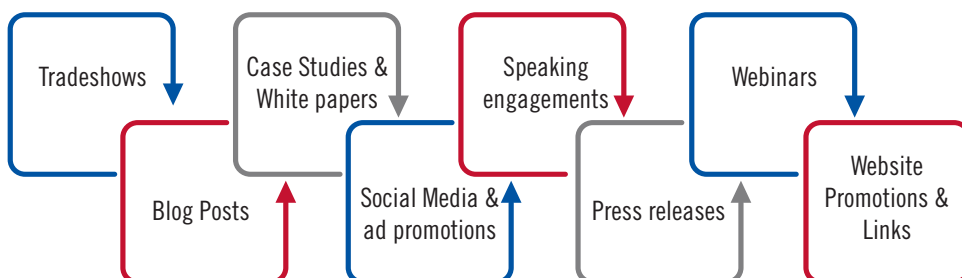 Tradeshows
Blog Posts
Case Studies &
White papers
Social Media &
ad promotions
Speaking
engagements
Press releases
Webinars
Website
Promotions &
Links